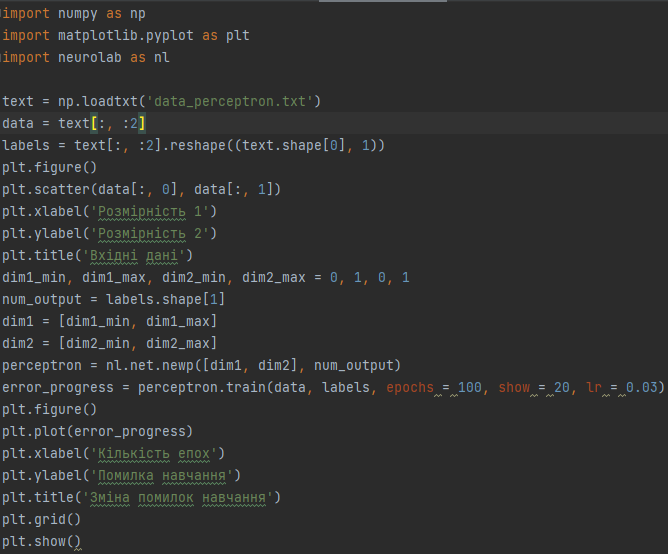 import numpy as np
import matplotlib.pyplot as plt
import neurolab as nl
text = np.loadtxt('data_perceptron.txt')
data = text[:, :2]
labels = text[:, :2].reshape((text.shape[0], 1))
plt.figure()
plt.scatter(data[:, 0], data[:, 1])
plt.xlabel('Розмірність 1')
plt.ylabel('Розмірність 2')
plt.title('Вхідні дані')
dim1_min, dim1_max, dim2_min, dim2_max = 0, 1, 0, 1
num_output = labels.shape[1]
dim1 = [dim1_min, dim1_max]
dim2 = [dim2_min, dim2_max]
perceptron = nl.net.newp([dim1, dim2], num_output)
error_progress = perceptron.train(data, labels, epochs = 100, show = 20, lr = 0.03)
plt.figure()
plt.plot(error_progress)
plt.xlabel('Кількість епох')
plt.ylabel('Помилка навчання')
plt.title('Зміна помилок навчання')
plt.grid()
plt.show()